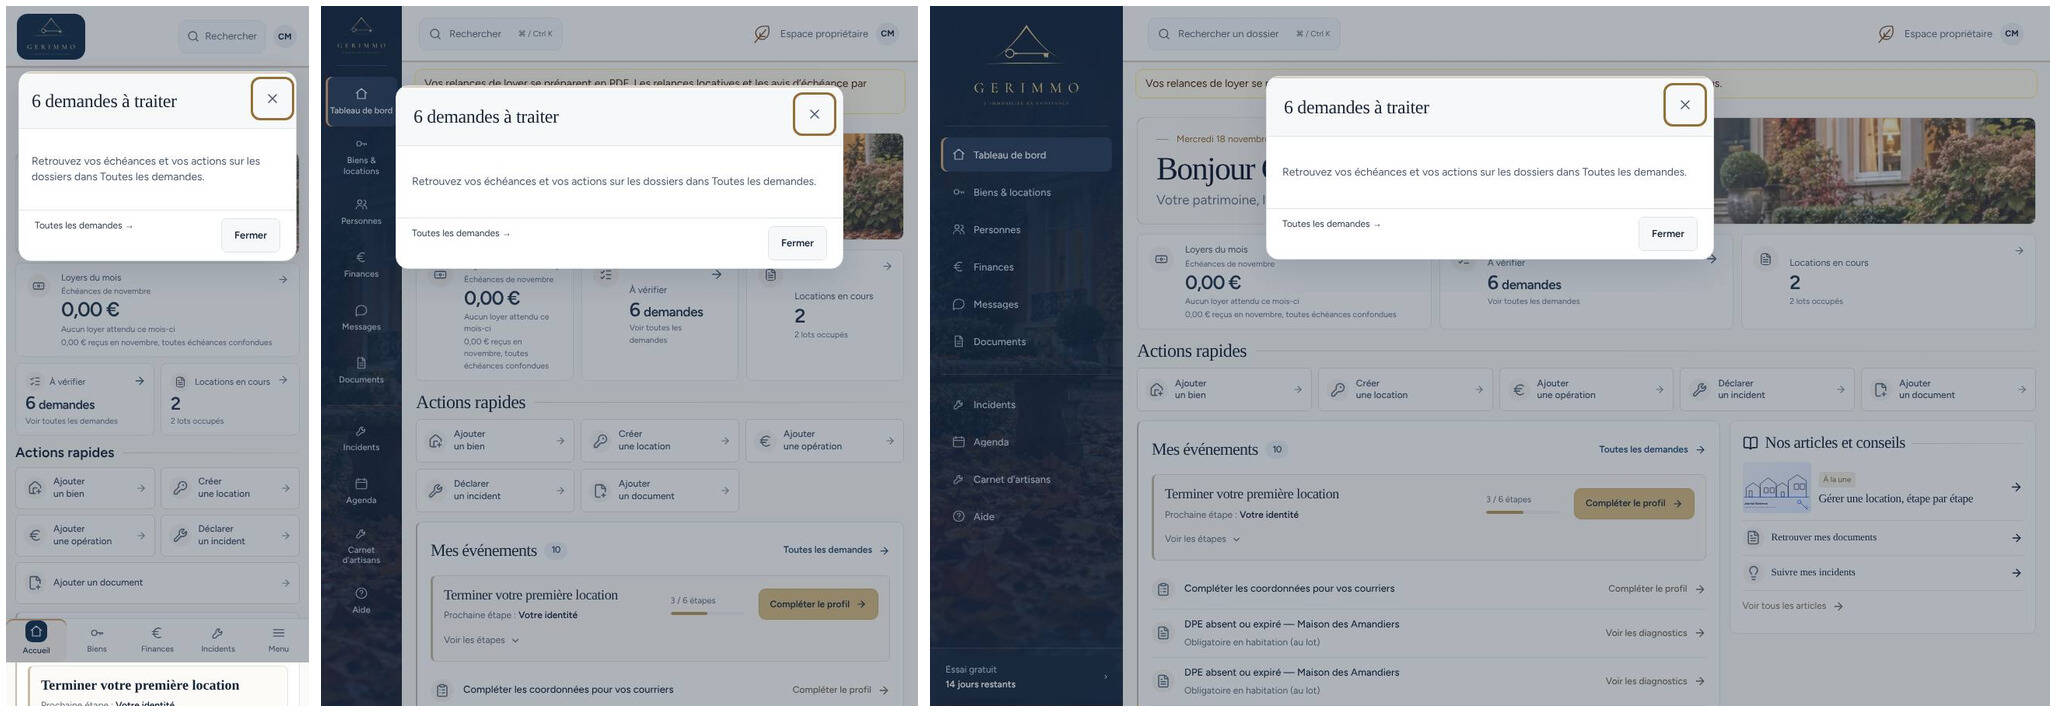 GERIMMO
Rechercher
CM
6 demandes à traiter
Retrouvez vos échéances et vos actions sur les
dossiers dans Toutes les demandes.
Toutes les demandes →
Fermer
Loyers du mois
Échéances de novembre
0,00 €
Aucun loyer attendu ce mois-ci
0,00 € reçus en novembre, toutes échéances confondues
À vérifier
6 demandes
Voir toutes les demandes
Locations en cours
2
2 lots occupés
Actions rapides
Ajouter
un bien
Créer
une location
Ajouter
une opération
Déclarer
un incident
Ajouter un document
Accueil
Biens
Finances
Incidents
Menu
Terminer votre première location
Prochaine étape : Votre identité
GERIMMO
Tableau de bord
Biens &
locations
Personnes
Finances
Messages
Documents
Incidents
Agenda
Carnet
d'artisans
Aide
Rechercher
⌘ / Ctrl K
Espace propriétaire
CM
Vos relances de loyer se préparent en PDF. Les relances locatives et les avis d'échéance par
6 demandes à traiter
Retrouvez vos échéances et vos actions sur les dossiers dans Toutes les demandes.
Toutes les demandes →
Fermer
Échéances de novembre
0,00 €
Aucun loyer attendu ce
mois-ci
0,00 € reçus en
novembre, toutes
échéances confondues
À vérifier
6 demandes
Voir toutes les
demandes
Locations en cours
2
2 lots occupés
Actions rapides
Ajouter
un bien
Créer
une location
Ajouter
une opération
Déclarer
un incident
Ajouter
un document
Mes événements 10
Toutes les demandes →
Terminer votre première location
Prochaine étape : Votre identité
Voir les étapes
3 / 6 étapes
Compléter le profil →
Compléter les coordonnées pour vos courriers
Compléter le profil →
GERIMMO
Tableau de bord
Biens & locations
Personnes
Finances
Messages
Documents
Incidents
Agenda
Carnet d'artisans
Aide
Essai gratuit
14 jours restants
Rechercher un dossier
⌘ / Ctrl K
Espace propriétaire
CM
Vos relances de loyer se
Mercredi 18 novembre
Bonjour
Votre patrimoine,
6 demandes à traiter
Retrouvez vos échéances et vos actions sur les dossiers dans Toutes les demandes.
Toutes les demandes →
Fermer
Loyers du mois
Échéances de novembre
0,00 €
Aucun loyer attendu ce mois-ci
0,00 € reçus en novembre, toutes échéances confondues
À vérifier
6 demandes
Voir toutes les demandes
Locations en cours
2
2 lots occupés
Actions rapides
Ajouter
un bien
Créer
une location
Ajouter
une opération
Déclarer
un incident
Ajouter
un document
Mes événements 10
Toutes les demandes →
Terminer votre première location
Prochaine étape : Votre identité
Voir les étapes
3 / 6 étapes
Compléter le profil →
Compléter les coordonnées pour vos courriers
Compléter le profil →
DPE absent ou expiré — Maison des Amandiers
Obligatoire en habitation (au lot)
Voir les diagnostics →
DPE absent ou expiré — Maison des Amandiers
Obligatoire en habitation (au lot)
Voir les diagnostics →
Nos articles et conseils
À la une
Gérer une location, étape par étape
Retrouver mes documents
Suivre mes incidents
Voir tous les articles →